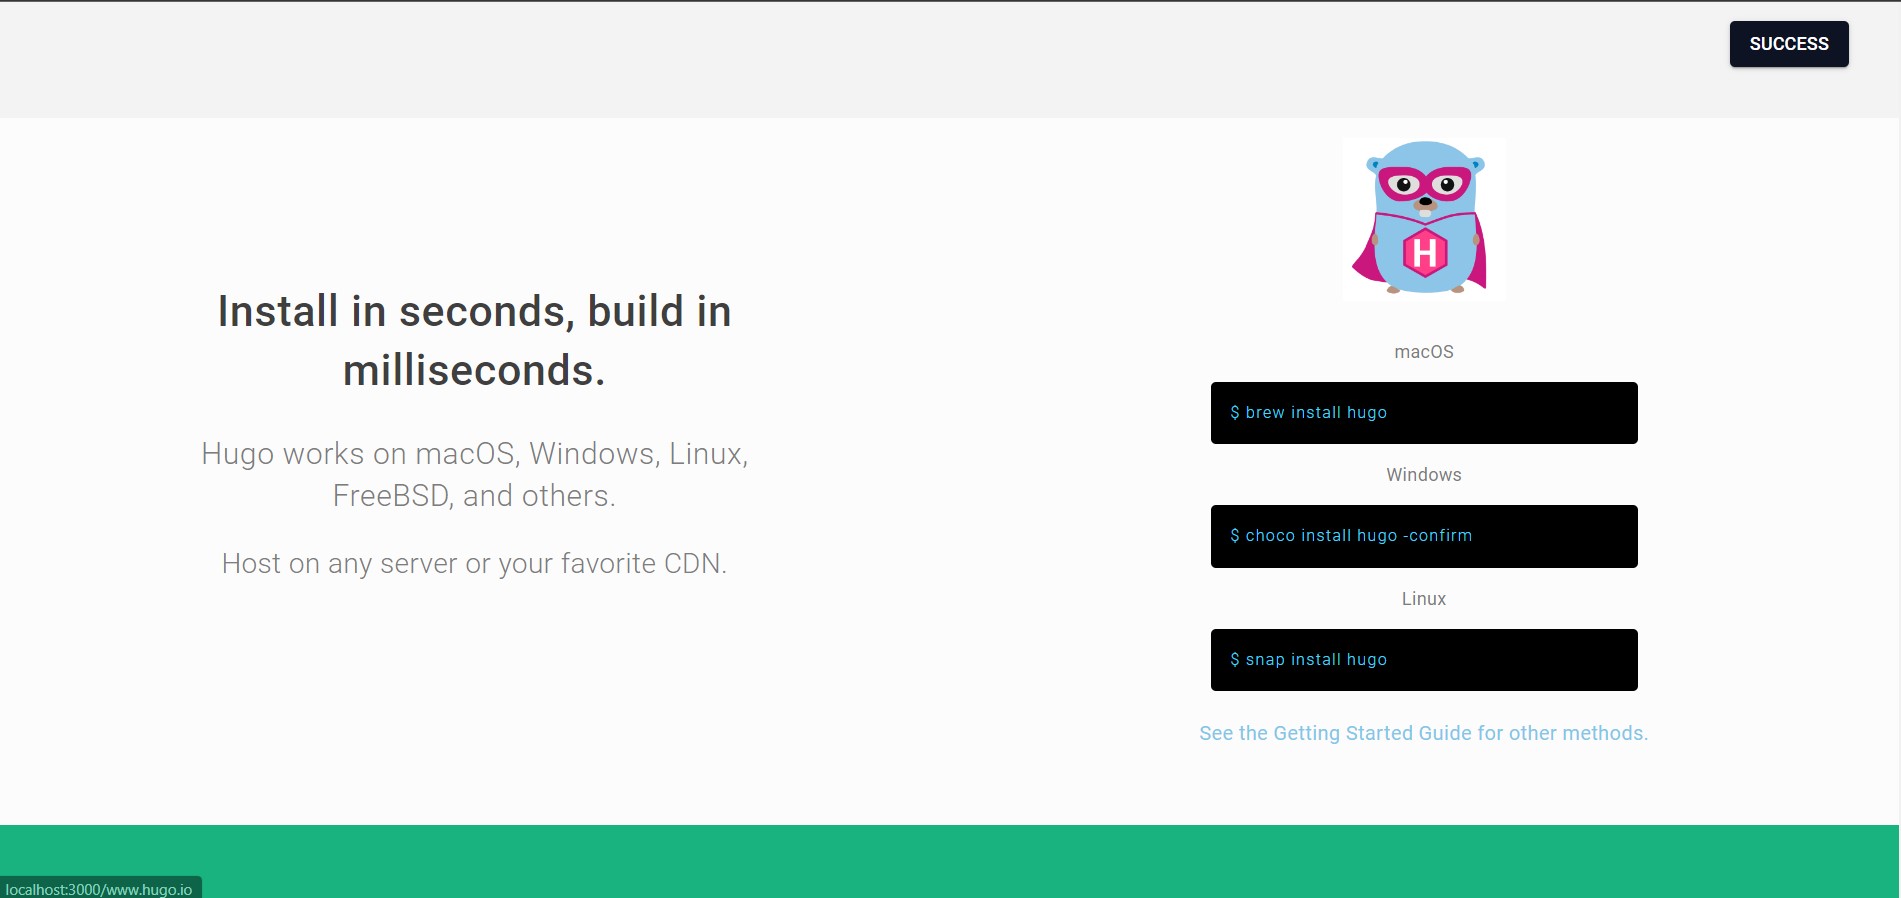 SUCCESS
Install in seconds, build in
milliseconds.
Hugo works on macOS, Windows, Linux,
FreeBSD, and others.
Host on any server or your favorite CDN.
H
macOS
$ brew install hugo
Windows
$ choco install hugo -confirm
Linux
$ snap install hugo
See the Getting Started Guide for other methods.
localhost:3000/www.hugo.io